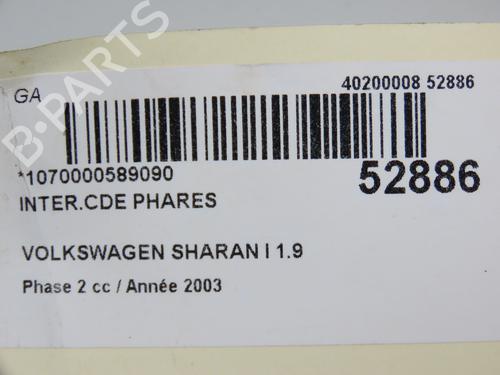 GA
40200008 52886
*1070000589090
52886
INTER.CDE PHARES
VOLKSWAGEN SHARAN I 1.9
Phase 2 cc / Année 2003
B-PARTS